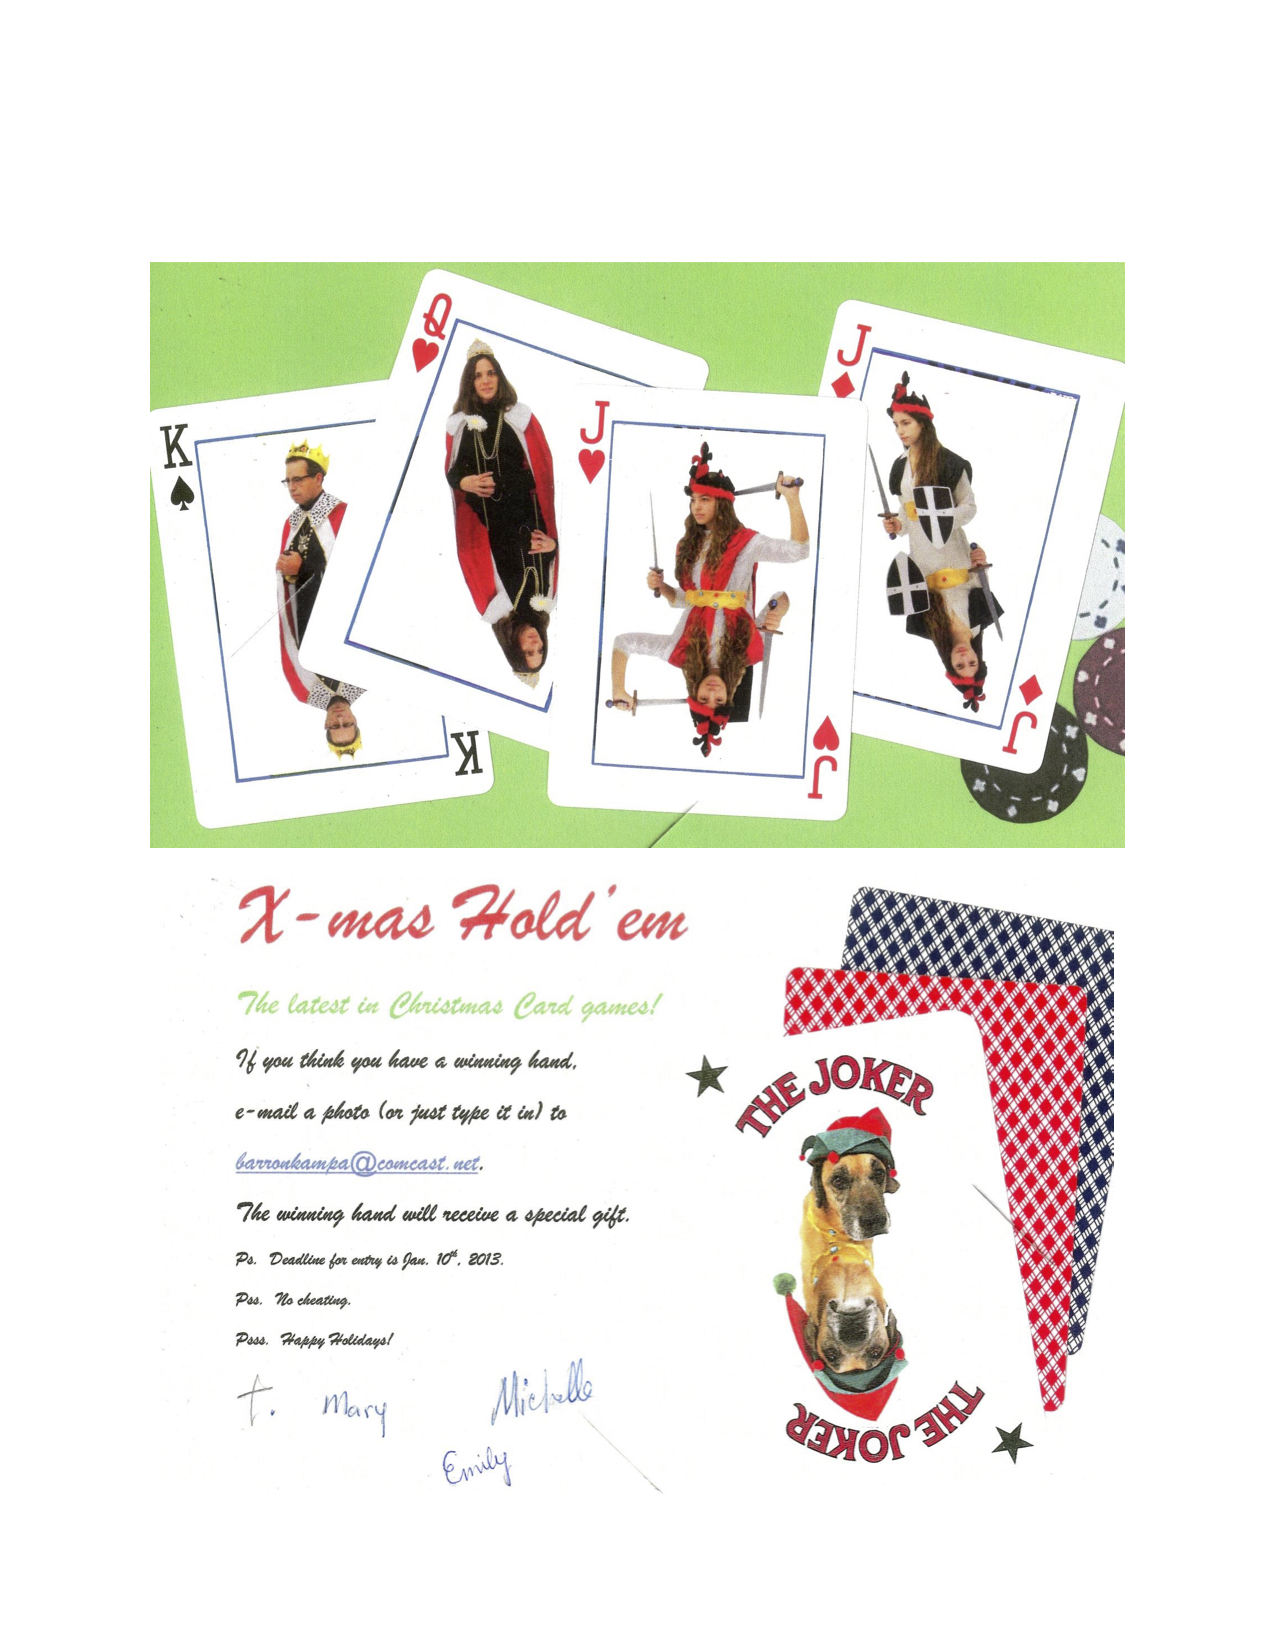 K
Q
J
J
K
J
J
X-mas Hold'em
The latest in Christmas Card games!
If you think you have a winning hand,
e-mail a photo (or just type it in) to
barronkampa@comcast.net.
The winning hand will receive a special gift.
Ps. Deadline for entry is Jan. 10th, 2013.
Pss. No cheating.
Psss. Happy Holidays!
T. Mary Michelle
Emily
THE JOKER
THE JOKER